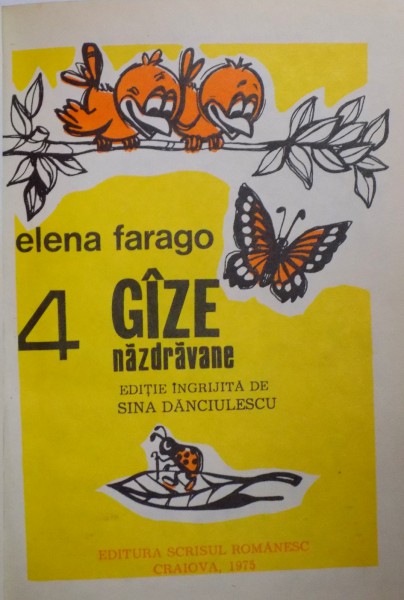 elena farago
4 GÎZE
năzdrăvane
EDIȚIE ÎNGRIJITĂ DE
SINA DĂNCIULESCU
EDITURA SCRISUL ROMÂNESC
CRAIOVA, 1975